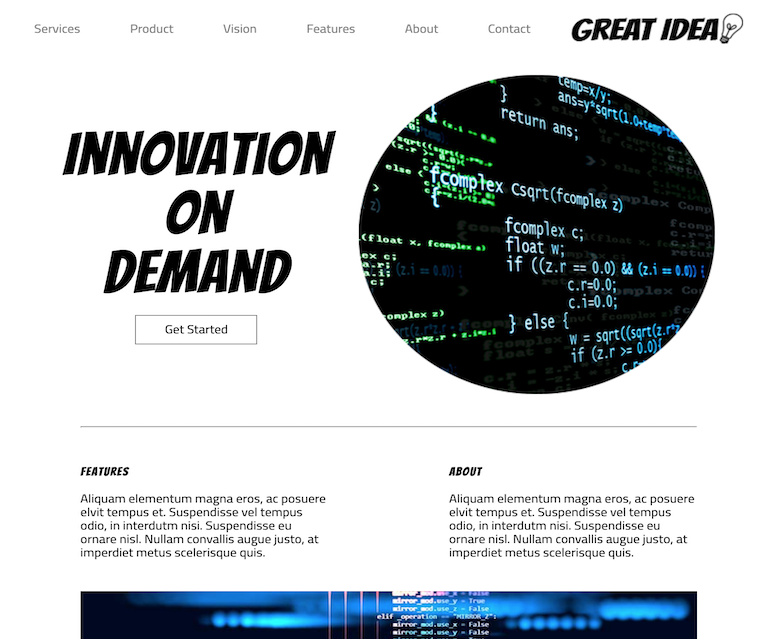 Services Product Vision Features About Contact GREAT IDEA
INNOVATION
ON
DEMAND
Get Started
temp=x/y;
}
ans=y*sqrt(1.0+temp*
return ans;
}
fcomplex Csqrt(fcomplex z)
{
fcomplex c;
float w;
if ((z.r == 0.0) && (z.i == 0.0)) {
c.r=0.0;
c.i=0.0;
} else {
w = sqrt((sqrt(z.r*z
if (z.r >= 0.0){
FEATURES
Aliquam elementum magna eros, ac posuere
elvit tempus et. Suspendisse vel tempus
odio, in interdutm nisi. Suspendisse eu
ornare nisl. Nullam convallis augue justo, at
imperdiet metus scelerisque quis.
ABOUT
Aliquam elementum magna eros, ac posuere
elvit tempus et. Suspendisse vel tempus
odio, in interdutm nisi. Suspendisse eu
ornare nisl. Nullam convallis augue justo, at
imperdiet metus scelerisque quis.
mirror_mod.use_x = False
mirror_mod.use_y = True
mirror_mod.use_z = False
elif _operation == "MIRROR_Z":
mirror_mod.use_x = False
mirror_mod.use_y = False